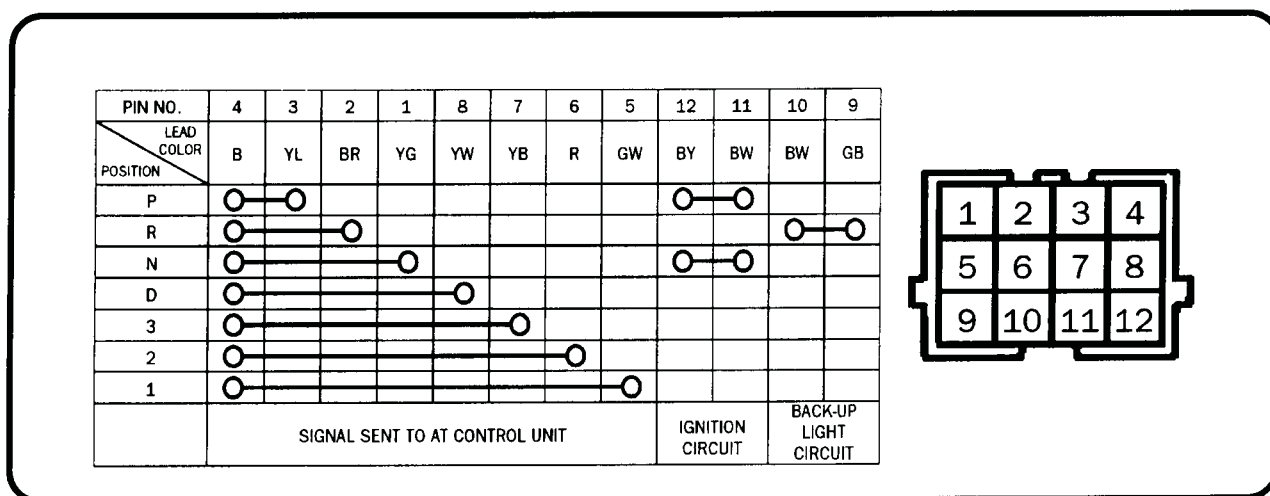 PIN NO. 4 3 2 1 8 7 6 5 12 11 10 9
LEAD
COLOR
POSITION
B YL BR YG YW YB R GW BY BW BW GB
P
R
N
D
3
2
1
SIGNAL SENT TO AT CONTROL UNIT
IGNITION
CIRCUIT
BACK-UP
LIGHT
CIRCUIT
1 2 3 4
5 6 7 8
9 10 11 12